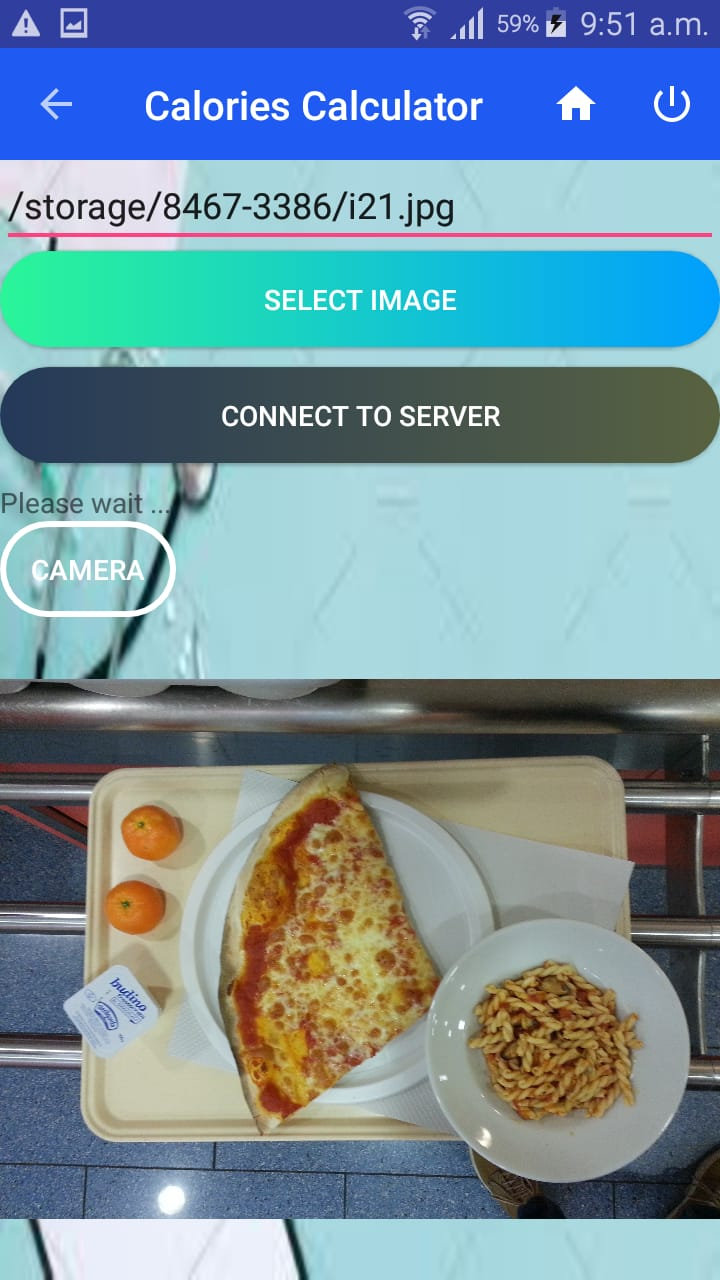 59% 9:51 a.m.
Calories Calculator
/storage/8467-3386/i21.jpg
SELECT IMAGE
CONNECT TO SERVER
Please wait ...
CAMERA
budino